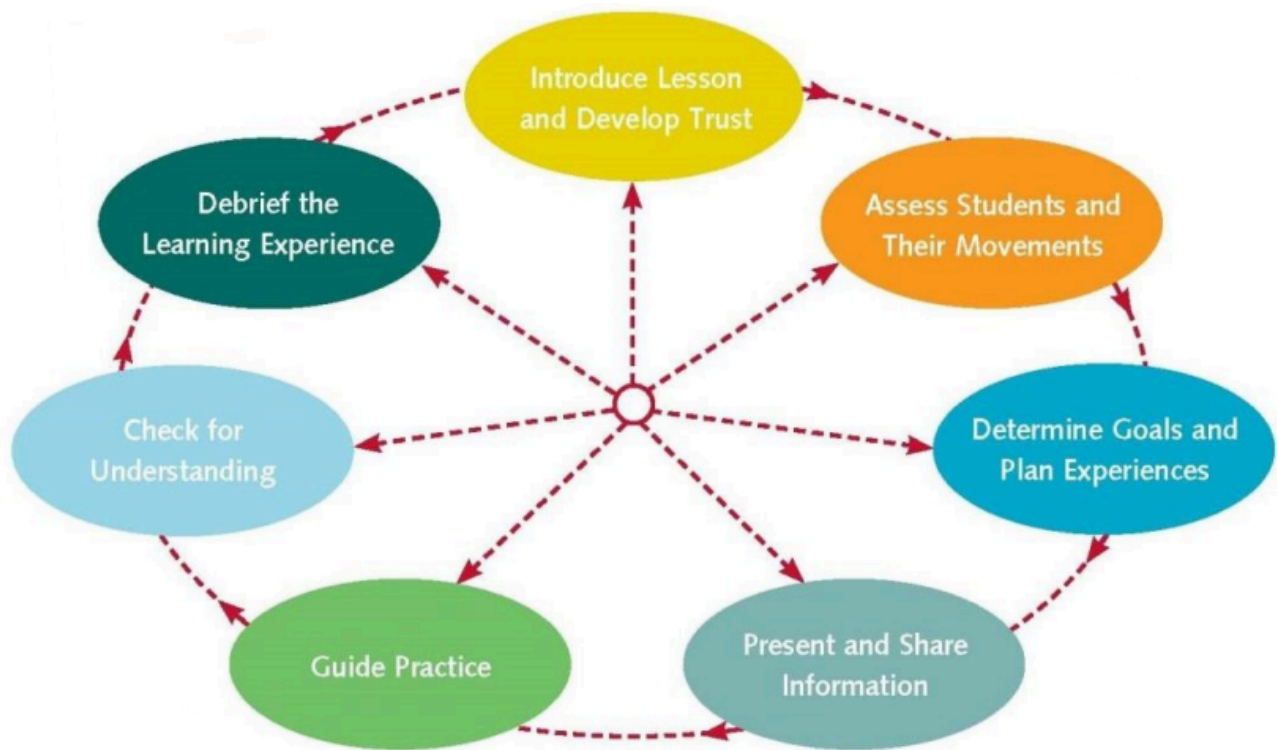 Introduce Lesson
and Develop Trust
Assess Students and
Their Movements
Determine Goals and
Plan Experiences
Present and Share
Information
Guide Practice
Check for
Understanding
Debrief the
Learning Experience